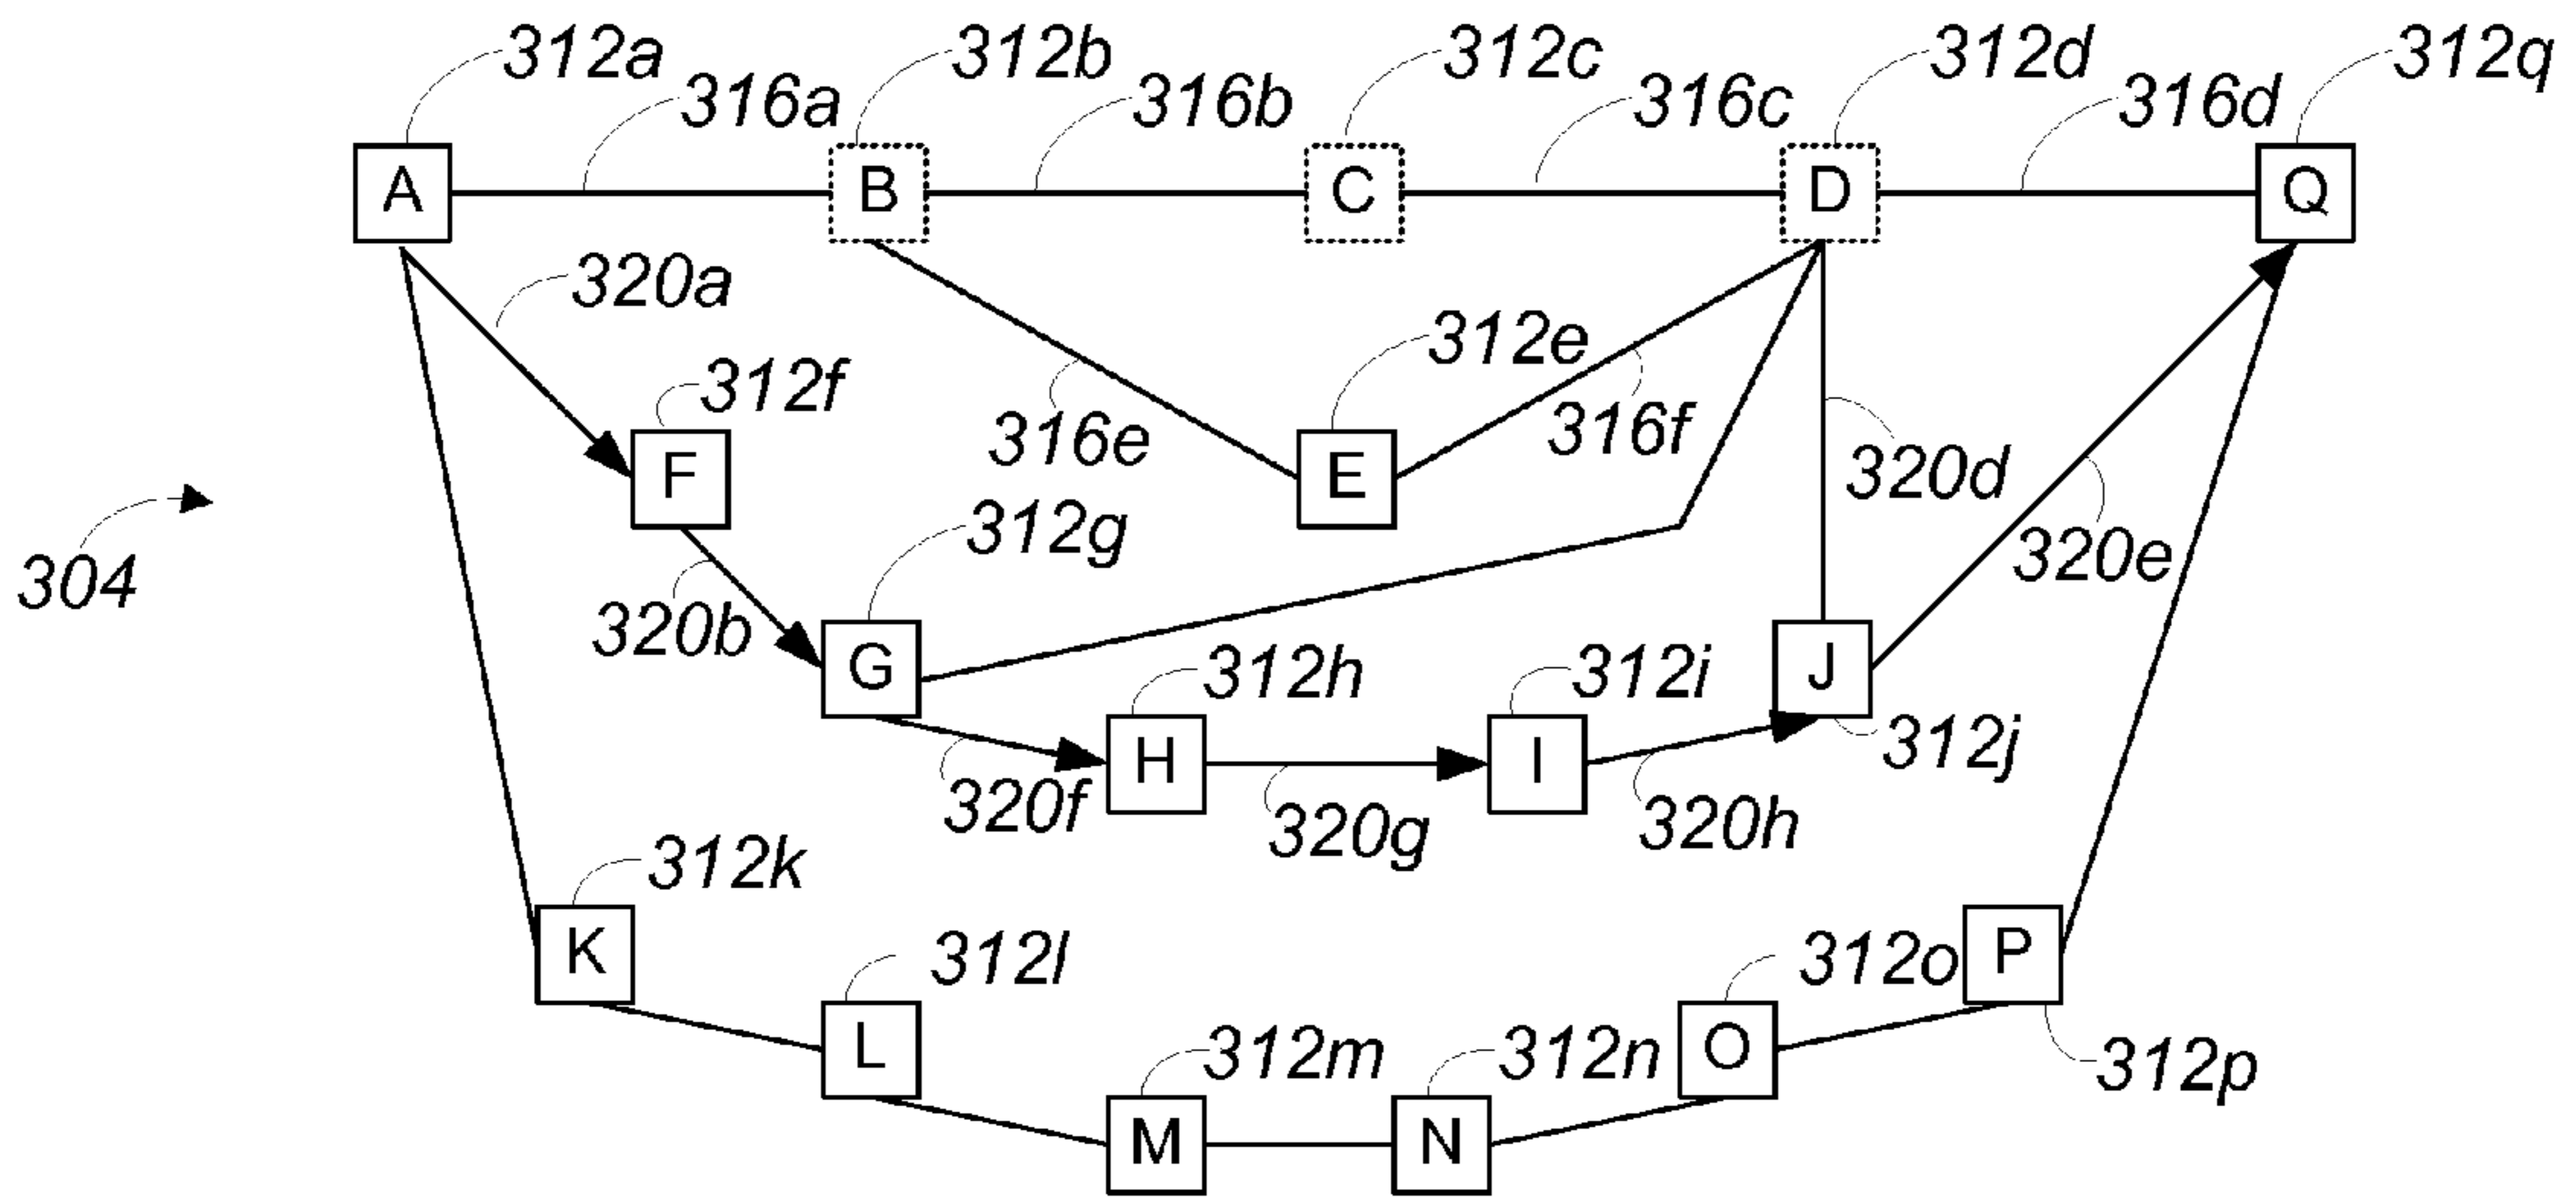 312a 312b 312c 312d 312q
316a 316b 316c 316d
A B C D Q
320a
312e
312f
316e 316f
F E 320d
312g
304 320e
320b
G 312h 312i J
H I 312j
320f 320g 320h
312k
K 312l 312o P
L 312m 312n O 312p
M N